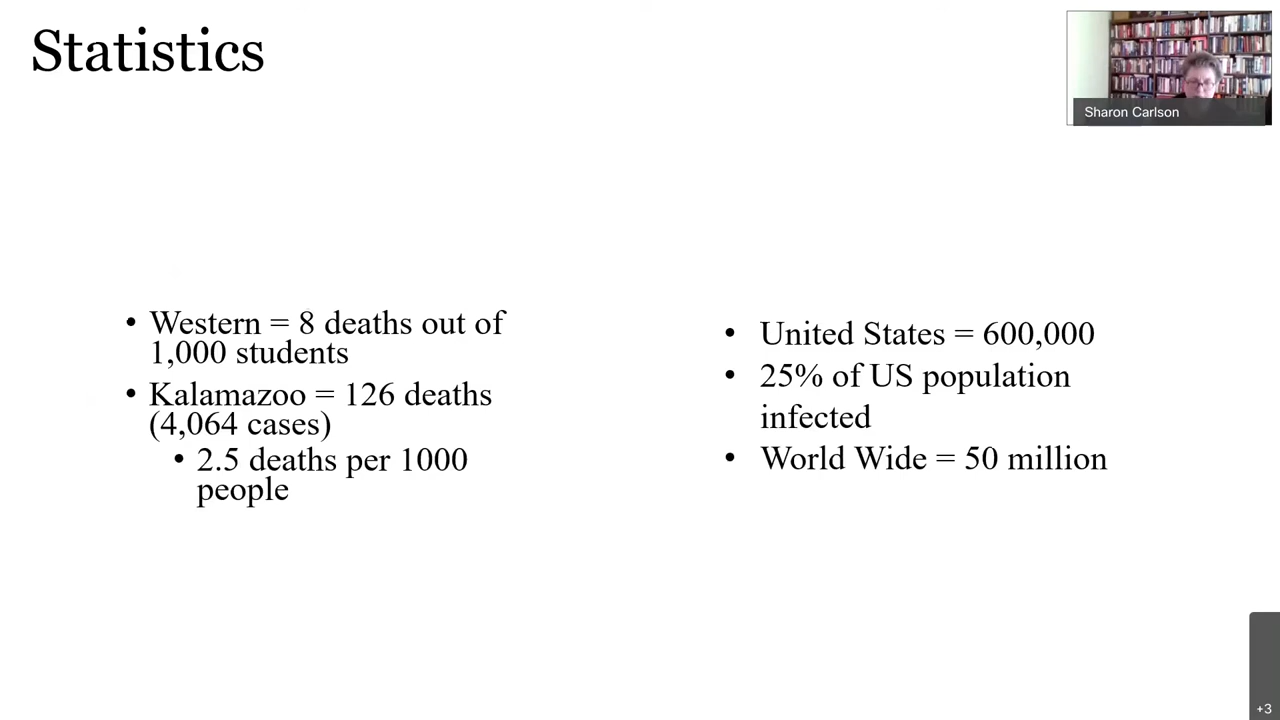 Statistics
Sharon Carlson
• Western = 8 deaths out of
1,000 students
• Kalamazoo = 126 deaths
(4,064 cases)
• 2.5 deaths per 1000
people
• United States = 600,000
• 25% of US population
infected
• World Wide = 50 million
+3